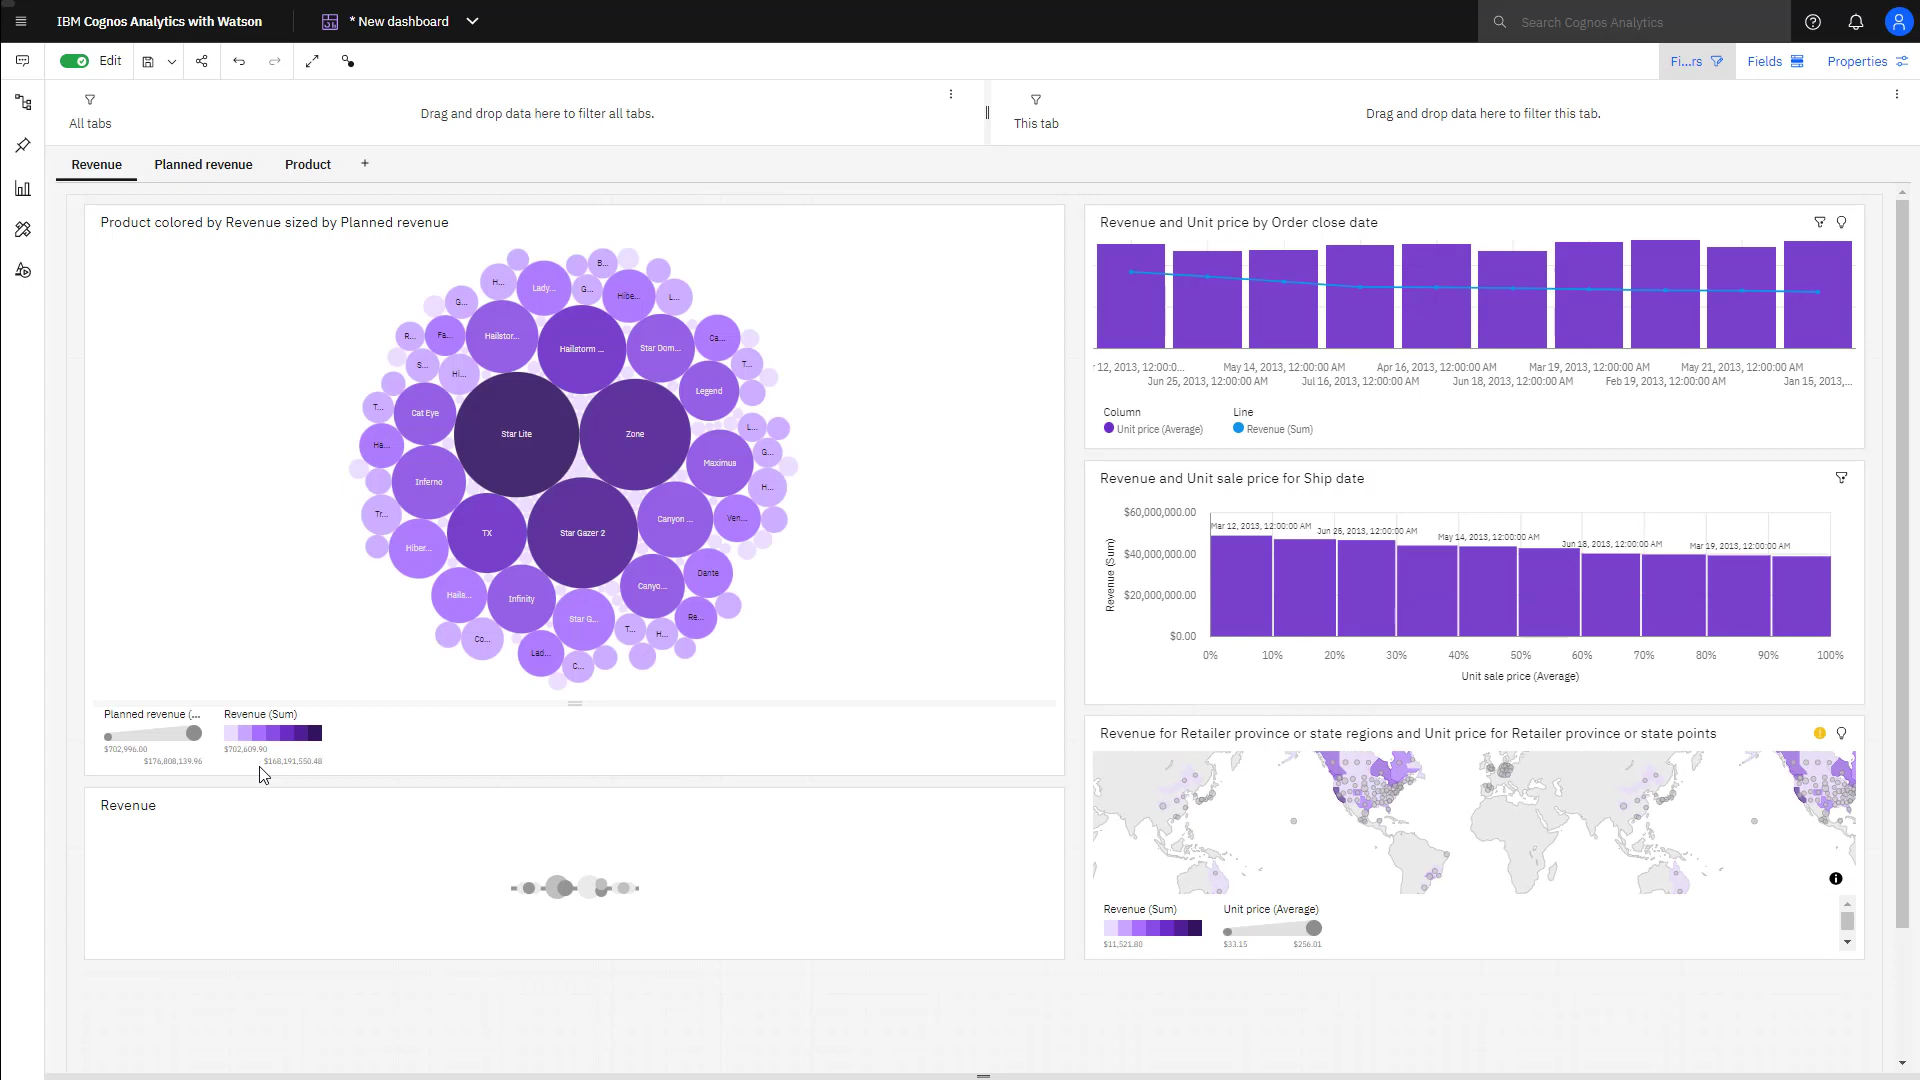 IBM Cognos Analytics with Watson
* New dashboard
Search Cognos Analytics
Edit
Fi...rs
Fields
Properties
All tabs
Drag and drop data here to filter all tabs.
This tab
Drag and drop data here to filter this tab.
Revenue
Planned revenue
Product
+
Product colored by Revenue sized by Planned revenue
B...
H...
Lady...
G...
Hibe...
L...
G...
R...
Fa...
Hailstor...
Hailstorm ...
Star Dom...
Ca...
S...
Hi...
T...
Legend
T...
Cat Eye
Star Lite
Zone
L...
Ha...
G...
Maximus
Inferno
H...
Tr...
Canyon ...
Ven...
TX
Star Gazer 2
Hiber...
Dante
Canyo...
Hails...
Infinity
Star G...
Re...
T...
H...
Co...
Lad...
C...
Planned revenue (...
$702,996.00
$176,808,139.96
Revenue (Sum)
$702,609.90
$168,191,550.48
Revenue
Revenue and Unit price by Order close date
12, 2013, 12:00:0...
May 14, 2013, 12:00:00 AM
Apr 16, 2013, 12:00:00 AM
Mar 19, 2013, 12:00:00 AM
May 21, 2013, 12:00:00 AM
Jun 25, 2013, 12:00:00 AM
Jul 16, 2013, 12:00:00 AM
Jun 18, 2013, 12:00:00 AM
Feb 19, 2013, 12:00:00 AM
Jan 15, 2013,...
Column
Unit price (Average)
Line
Revenue (Sum)
Revenue and Unit sale price for Ship date
$60,000,000.00
$40,000,000.00
$20,000,000.00
$0.00
Revenue (Sum)
Mar 12, 2013, 12:00:00 AM
Jun 25, 2013, 12:00:00 AM
May 14, 2013, 12:00:00 AM
Jun 18, 2013, 12:00:00 AM
Mar 19, 2013, 12:00:00 AM
0%
10%
20%
30%
40%
50%
60%
70%
80%
90%
100%
Unit sale price (Average)
Revenue for Retailer province or state regions and Unit price for Retailer province or state points
Revenue (Sum)
$11,521.80
Unit price (Average)
$33.15
$256.01